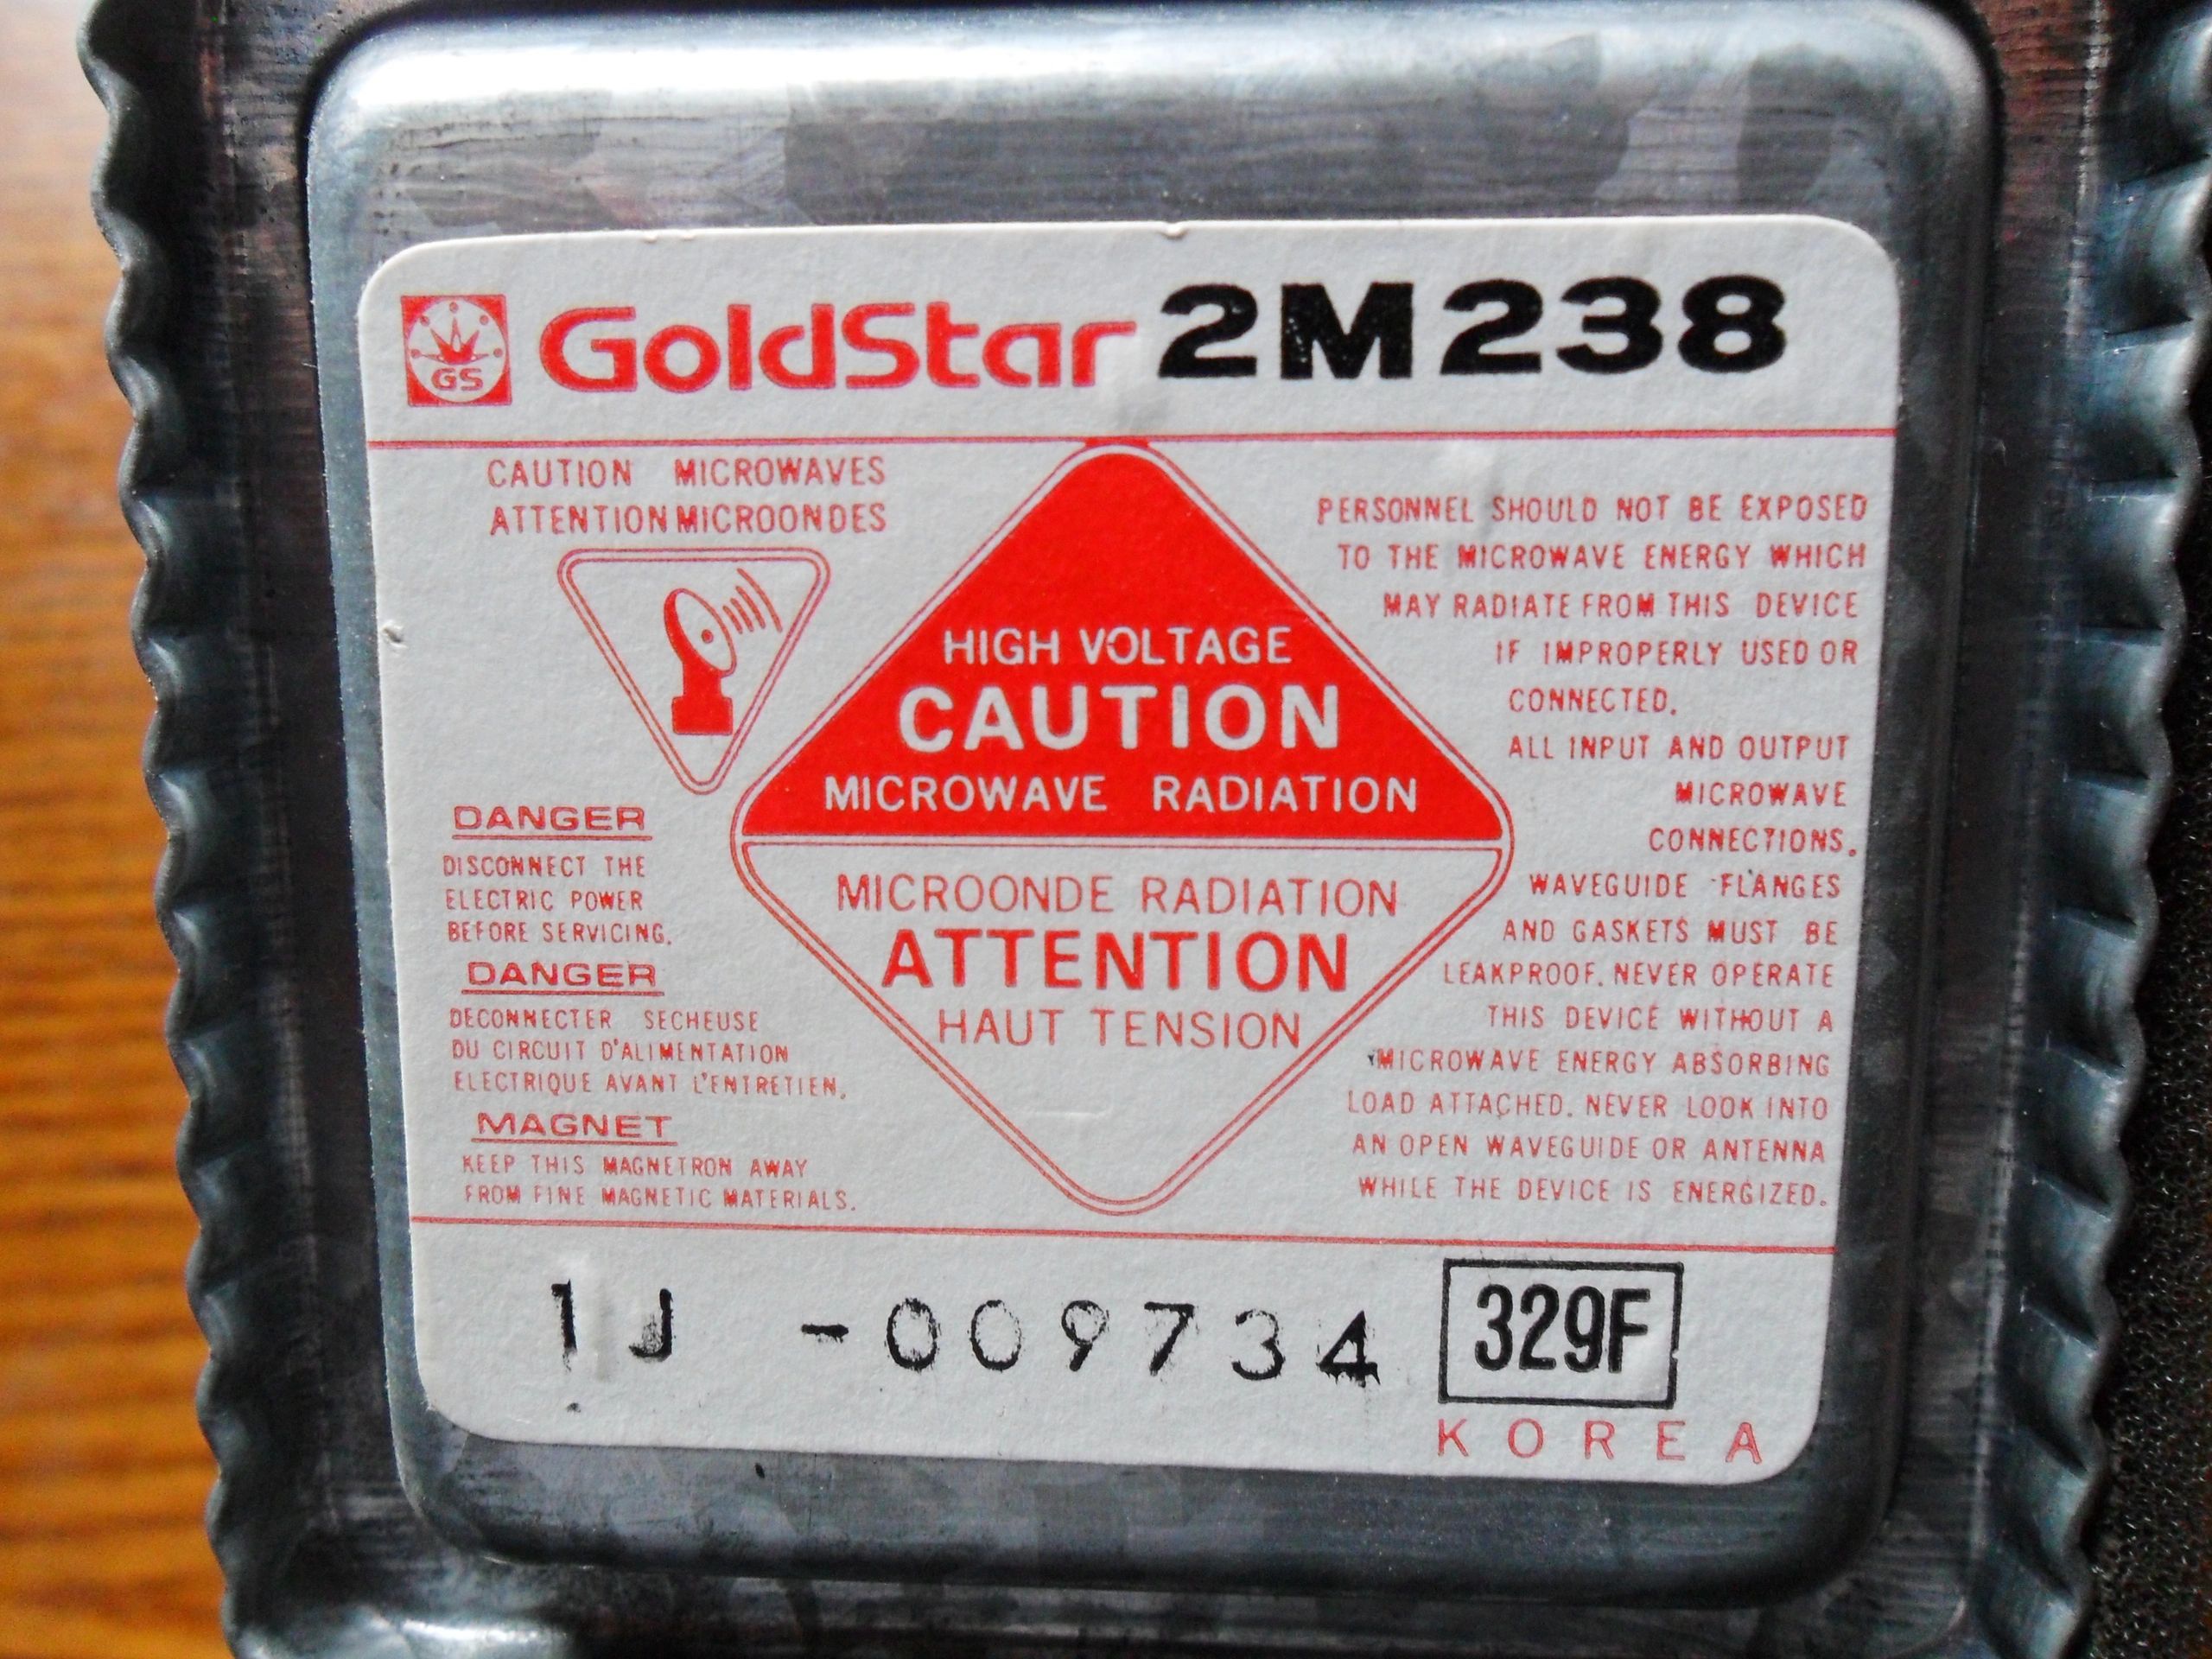 GS GoldStar 2M238
CAUTION MICROWAVES
ATTENTION MICROONDES
HIGH VOLTAGE
CAUTION
MICROWAVE RADIATION
MICROONDE RADIATION
ATTENTION
HAUT TENSION
DANGER
DISCONNECT THE
ELECTRIC POWER
BEFORE SERVICING.
DANGER
DECONNECTER SECHEUSE
DU CIRCUIT D'ALIMENTATION
ELECTRIQUE AVANT L'ENTRETIEN.
MAGNET
KEEP THIS MAGNETRON AWAY
FROM FINE MAGNETIC MATERIALS.
PERSONNEL SHOULD NOT BE EXPOSED
TO THE MICROWAVE ENERGY WHICH
MAY RADIATE FROM THIS DEVICE
IF IMPROPERLY USED OR
CONNECTED.
ALL INPUT AND OUTPUT
MICROWAVE
CONNECTIONS.
WAVEGUIDE FLANGES
AND GASKETS MUST BE
LEAKPROOF. NEVER OPERATE
THIS DEVICE WITHOUT A
MICROWAVE ENERGY ABSORBING
LOAD ATTACHED. NEVER LOOK INTO
AN OPEN WAVEGUIDE OR ANTENNA
WHILE THE DEVICE IS ENERGIZED.
1J -009734 329F
KOREA